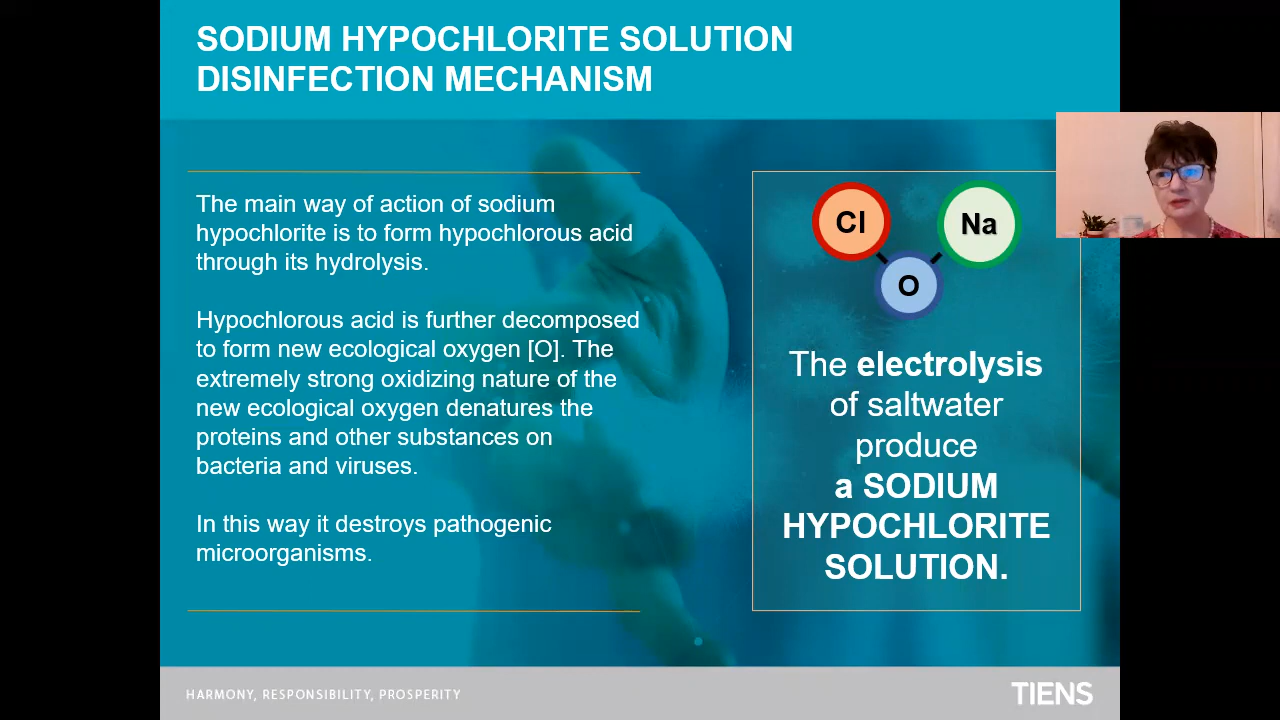 SODIUM HYPOCHLORITE SOLUTION
DISINFECTION MECHANISM
The main way of action of sodium
hypochlorite is to form hypochlorous acid
through its hydrolysis.
Hypochlorous acid is further decomposed
to form new ecological oxygen [O]. The
extremely strong oxidizing nature of the
new ecological oxygen denatures the
proteins and other substances on
bacteria and viruses.
In this way it destroys pathogenic
microorganisms.
Cl
Na
O
The electrolysis
of saltwater
produce
a SODIUM
HYPOCHLORITE
SOLUTION.
HARMONY, RESPONSIBILITY, PROSPERITY
TIENS